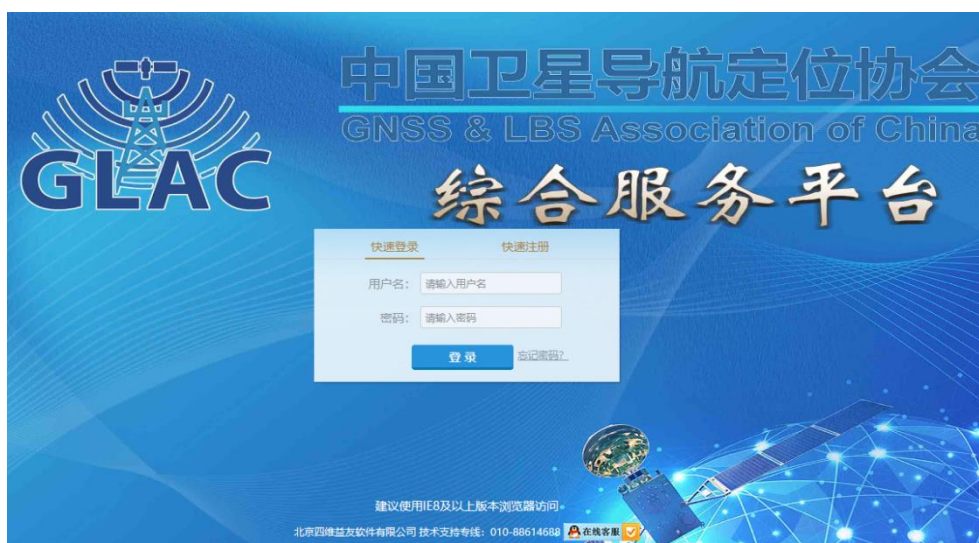 中国卫星导航定位协会
GNSS & LBS Association of China
GLAC
综合服务平台
快速登录 快速注册
用户名： 请输入用户名
密码： 请输入密码
登录 忘记密码?
建议使用IE8及以上版本浏览器访问
北京四维益友软件有限公司 技术支持专线：010-88614688 在线客服